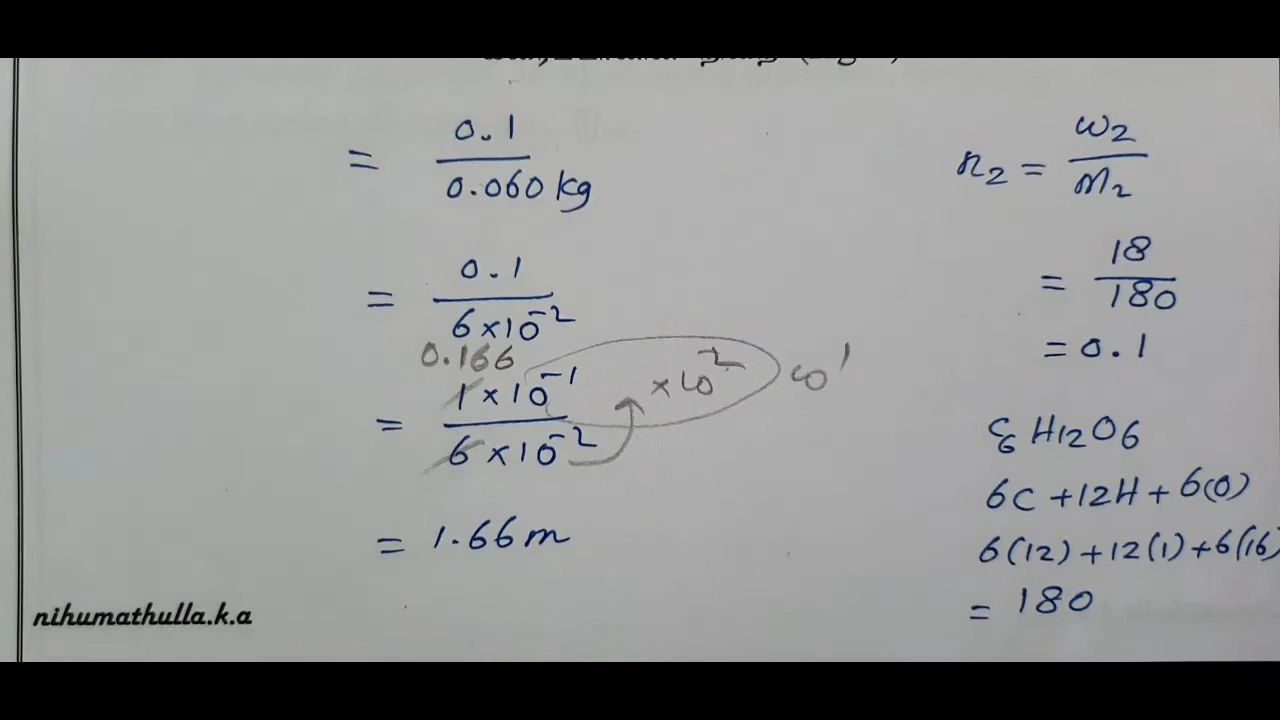 = 0.1 / 0.060 kg
= 0.1 / 6 × 10⁻²
0.166
= 1 × 10⁻¹ / 6 × 10⁻² × 10² 10¹
= 1.66 m
n₂ = w₂ / M₂
= 18 / 180
= 0.1
C₆H₁₂O₆
6C + 12H + 6(O)
6(12) + 12(1) + 6(16)
= 180
nihumathulla.k.a